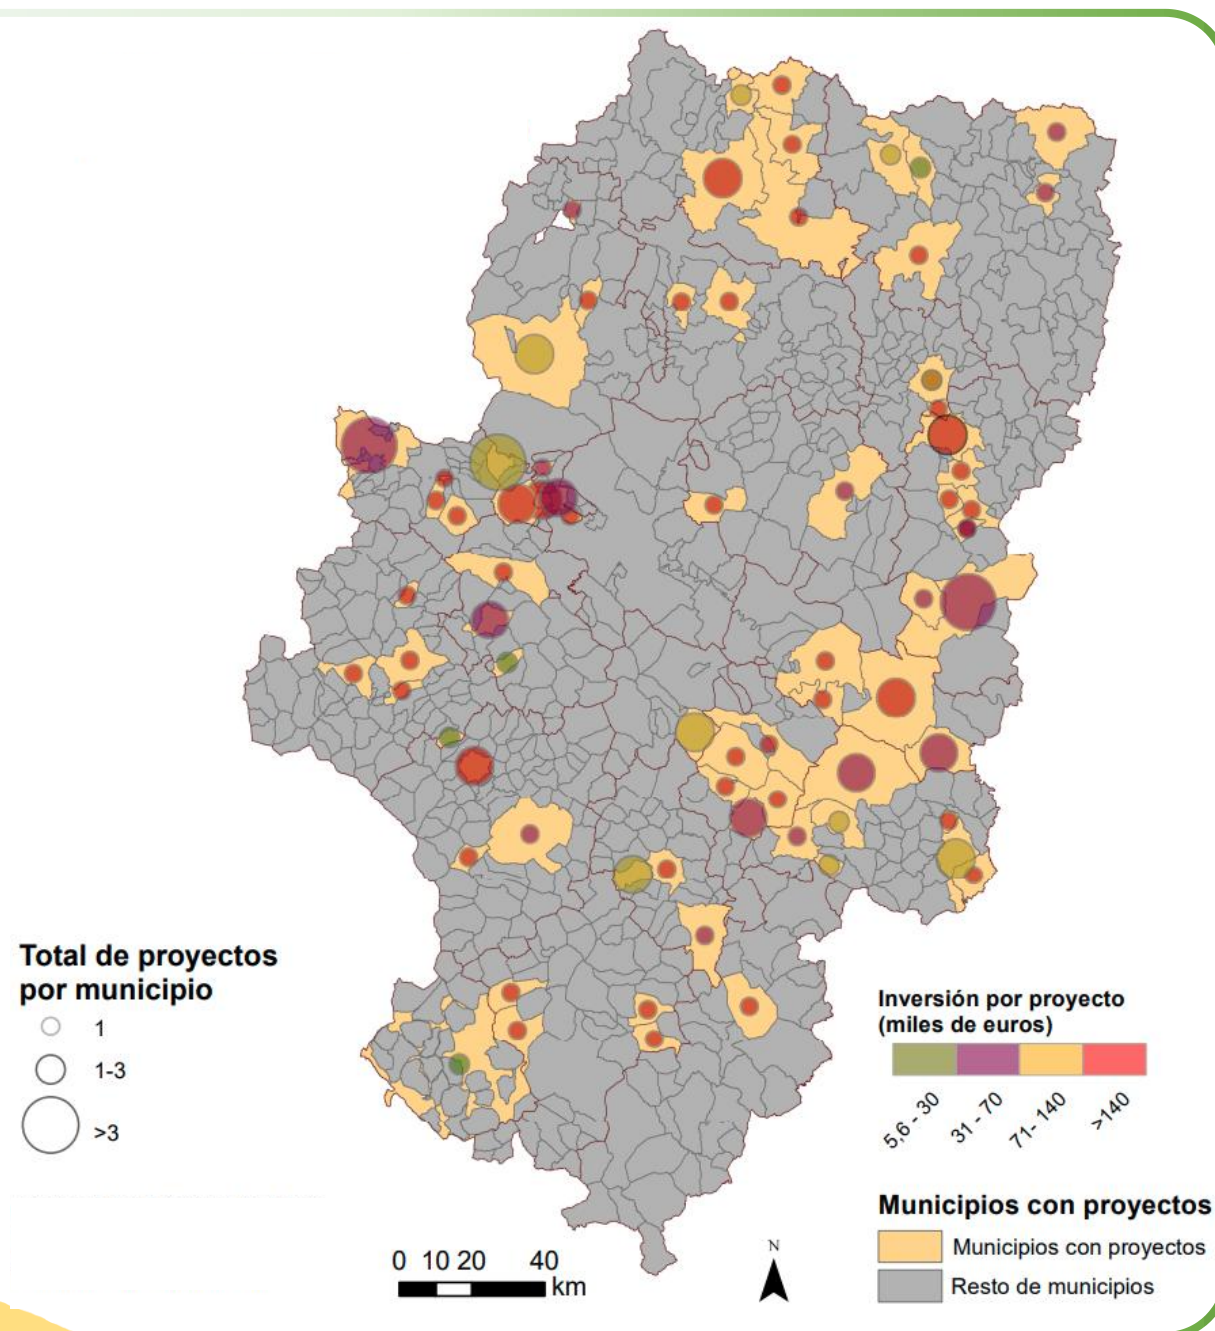 Total de proyectos
por municipio
1
1-3
>3
0 10 20 40
km
N
Inversión por proyecto
(miles de euros)
5,6 - 30
31 - 70
71- 140
>140
Municipios con proyectos
Municipios con proyectos
Resto de municipios